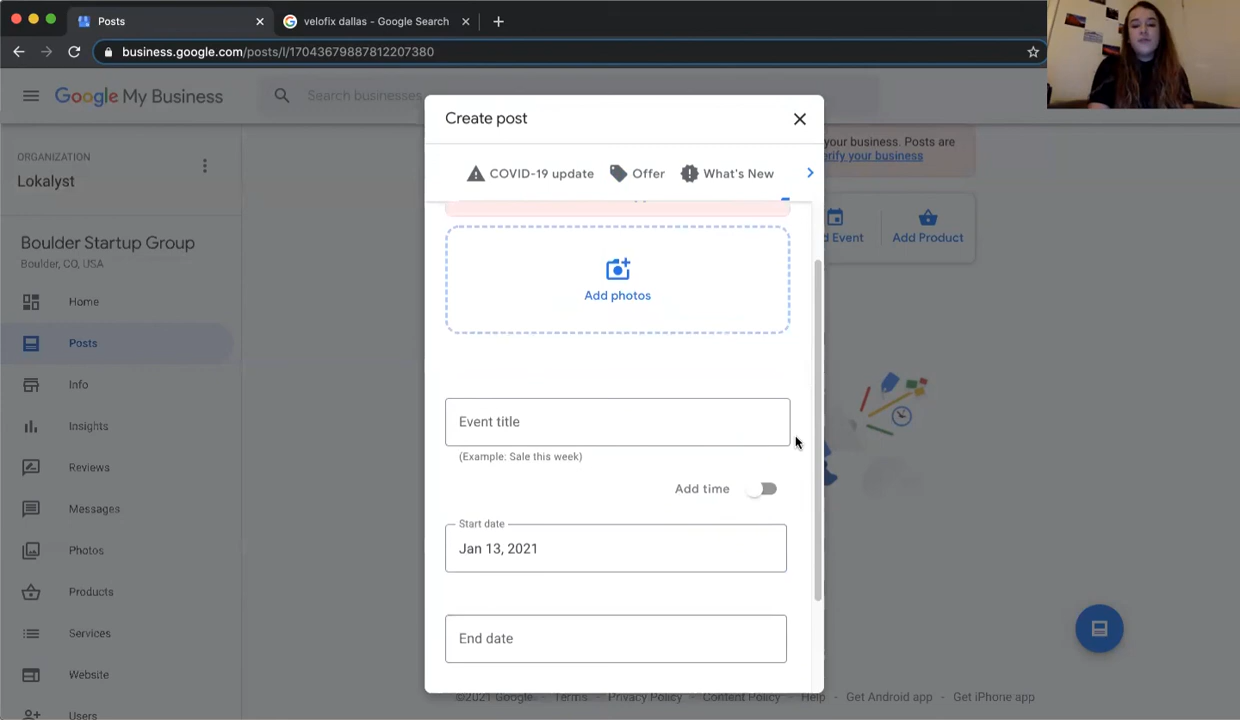 Posts
velofix dallas - Google Search
business.google.com/posts/l/17043679887812207380
Google My Business
Search businesses
ORGANIZATION
Lokalyst
Boulder Startup Group
Boulder, CO, USA
Home
Posts
Info
Insights
Reviews
Messages
Photos
Products
Services
Website
Users
your business. Posts are
verify your business
Event
Add Product
Create post
COVID-19 update
Offer
What's New
Add photos
Event title
(Example: Sale this week)
Add time
Start date
Jan 13, 2021
End date
©2021 Google - Terms - Privacy Policy - Content Policy - Help - Get Android app - Get iPhone app